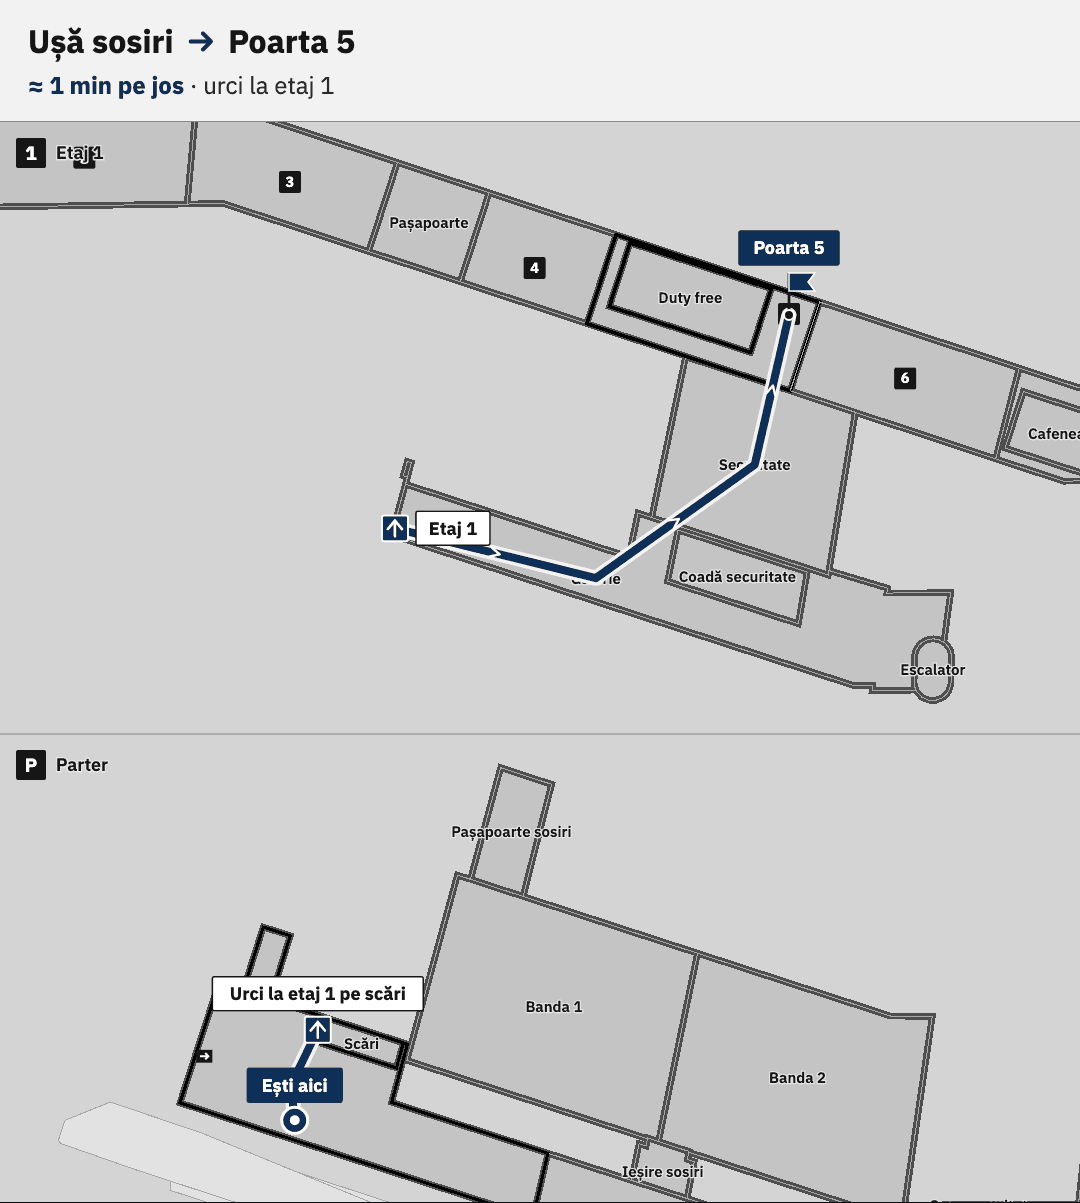 Ușă sosiri → Poarta 5
≈ 1 min pe jos · urci la etaj 1
1 Etaj 1
3
Pașapoarte
4
Duty free
Poarta 5
6
Securitate
Etaj 1
Coadă securitate
Escalator
P Parter
Pașapoarte sosiri
Urci la etaj 1 pe scări
Banda 1
Scări
Ești aici
Banda 2
Ieșire sosiri